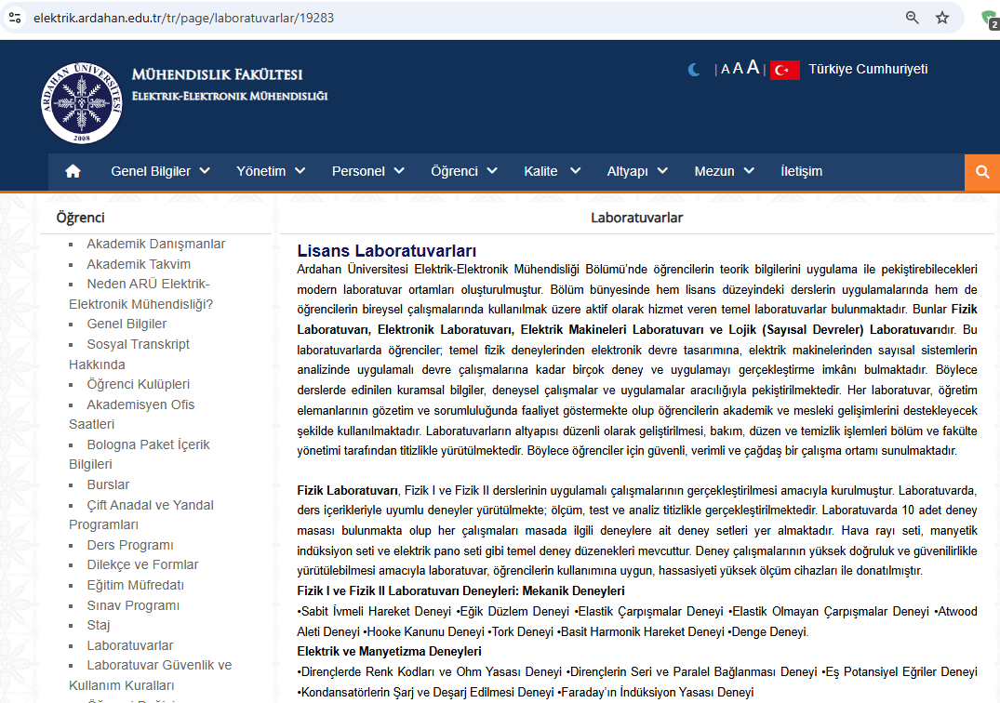 elektrik.ardahan.edu.tr/tr/page/laboratuvarlar/19283
2
ARDAHAN ÜNİVERSİTESİ
2008
MÜHENDISLIK FAKÜLTESI
ELEKTRIK-ELEKTRONIK MÜHENDISLIĞI
| A A A | Türkiye Cumhuriyeti
Genel Bilgiler Yönetim Personel Öğrenci Kalite Altyapı Mezun İletişim
Öğrenci
▪ Akademik Danışmanlar
▪ Akademik Takvim
▪ Neden ARÜ Elektrik-
Elektronik Mühendisliği?
▪ Genel Bilgiler
▪ Sosyal Transkript
Hakkında
▪ Öğrenci Kulüpleri
▪ Akademisyen Ofis
Saatleri
▪ Bologna Paket İçerik
Bilgileri
▪ Burslar
▪ Çift Anadal ve Yandal
Programları
▪ Ders Programı
▪ Dilekçe ve Formlar
▪ Eğitim Müfredatı
▪ Sınav Programı
▪ Staj
▪ Laboratuvarlar
▪ Laboratuvar Güvenlik ve
Kullanım Kuralları
Laboratuvarlar
Lisans Laboratuvarları
Ardahan Üniversitesi Elektrik-Elektronik Mühendisliği Bölümü’nde öğrencilerin teorik bilgilerini uygulama ile pekiştirebilecekleri
modern laboratuvar ortamları oluşturulmuştur. Bölüm bünyesinde hem lisans düzeyindeki derslerin uygulamalarında hem de
öğrencilerin bireysel çalışmalarında kullanılmak üzere aktif olarak hizmet veren temel laboratuvarlar bulunmaktadır. Bunlar Fizik
Laboratuvarı, Elektronik Laboratuvarı, Elektrik Makineleri Laboratuvarı ve Lojik (Sayısal Devreler) Laboratuvarıdır. Bu
laboratuvarlarda öğrenciler; temel fizik deneylerinden elektronik devre tasarımına, elektrik makinelerinden sayısal sistemlerin
analizinde uygulamalı devre çalışmalarına kadar birçok deney ve uygulamayı gerçekleştirme imkânı bulmaktadır. Böylece
derslerde edinilen kuramsal bilgiler, deneysel çalışmalar ve uygulamalar aracılığıyla pekiştirilmektedir. Her laboratuvar, öğretim
elemanlarının gözetim ve sorumluluğunda faaliyet göstermekte olup öğrencilerin akademik ve mesleki gelişimlerini destekleyecek
şekilde kullanılmaktadır. Laboratuvarların altyapısı düzenli olarak geliştirilmesi, bakım, düzen ve temizlik işlemleri bölüm ve fakülte
yönetimi tarafından titizlikle yürütülmektedir. Böylece öğrenciler için güvenli, verimli ve çağdaş bir çalışma ortamı sunulmaktadır.
Fizik Laboratuvarı, Fizik I ve Fizik II derslerinin uygulamalı çalışmalarının gerçekleştirilmesi amacıyla kurulmuştur. Laboratuvarda,
ders içerikleriyle uyumlu deneyler yürütülmekte; ölçüm, test ve analiz titizlikle gerçekleştirilmektedir. Laboratuvarda 10 adet deney
masası bulunmakta olup her çalışmaları masada ilgili deneylere ait deney setleri yer almaktadır. Hava rayı seti, manyetik
indüksiyon seti ve elektrik pano seti gibi temel deney düzenekleri mevcuttur. Deney çalışmalarının yüksek doğruluk ve güvenilirlikle
yürütülebilmesi amacıyla laboratuvar, öğrencilerin kullanımına uygun, hassasiyeti yüksek ölçüm cihazları ile donatılmıştır.
Fizik I ve Fizik II Laboratuvarı Deneyleri: Mekanik Deneyleri
•Sabit İvmeli Hareket Deneyi •Eğik Düzlem Deneyi •Elastik Çarpışmalar Deneyi •Elastik Olmayan Çarpışmalar Deneyi •Atwood
Aleti Deneyi •Hooke Kanunu Deneyi •Tork Deneyi •Basit Harmonik Hareket Deneyi •Denge Deneyi.
Elektrik ve Manyetizma Deneyleri
•Dirençlerde Renk Kodları ve Ohm Yasası Deneyi •Dirençlerin Seri ve Paralel Bağlanması Deneyi •Eş Potansiyel Eğriler Deneyi
•Kondansatörlerin Şarj ve Deşarj Edilmesi Deneyi •Faraday’ın İndüksiyon Yasası Deneyi